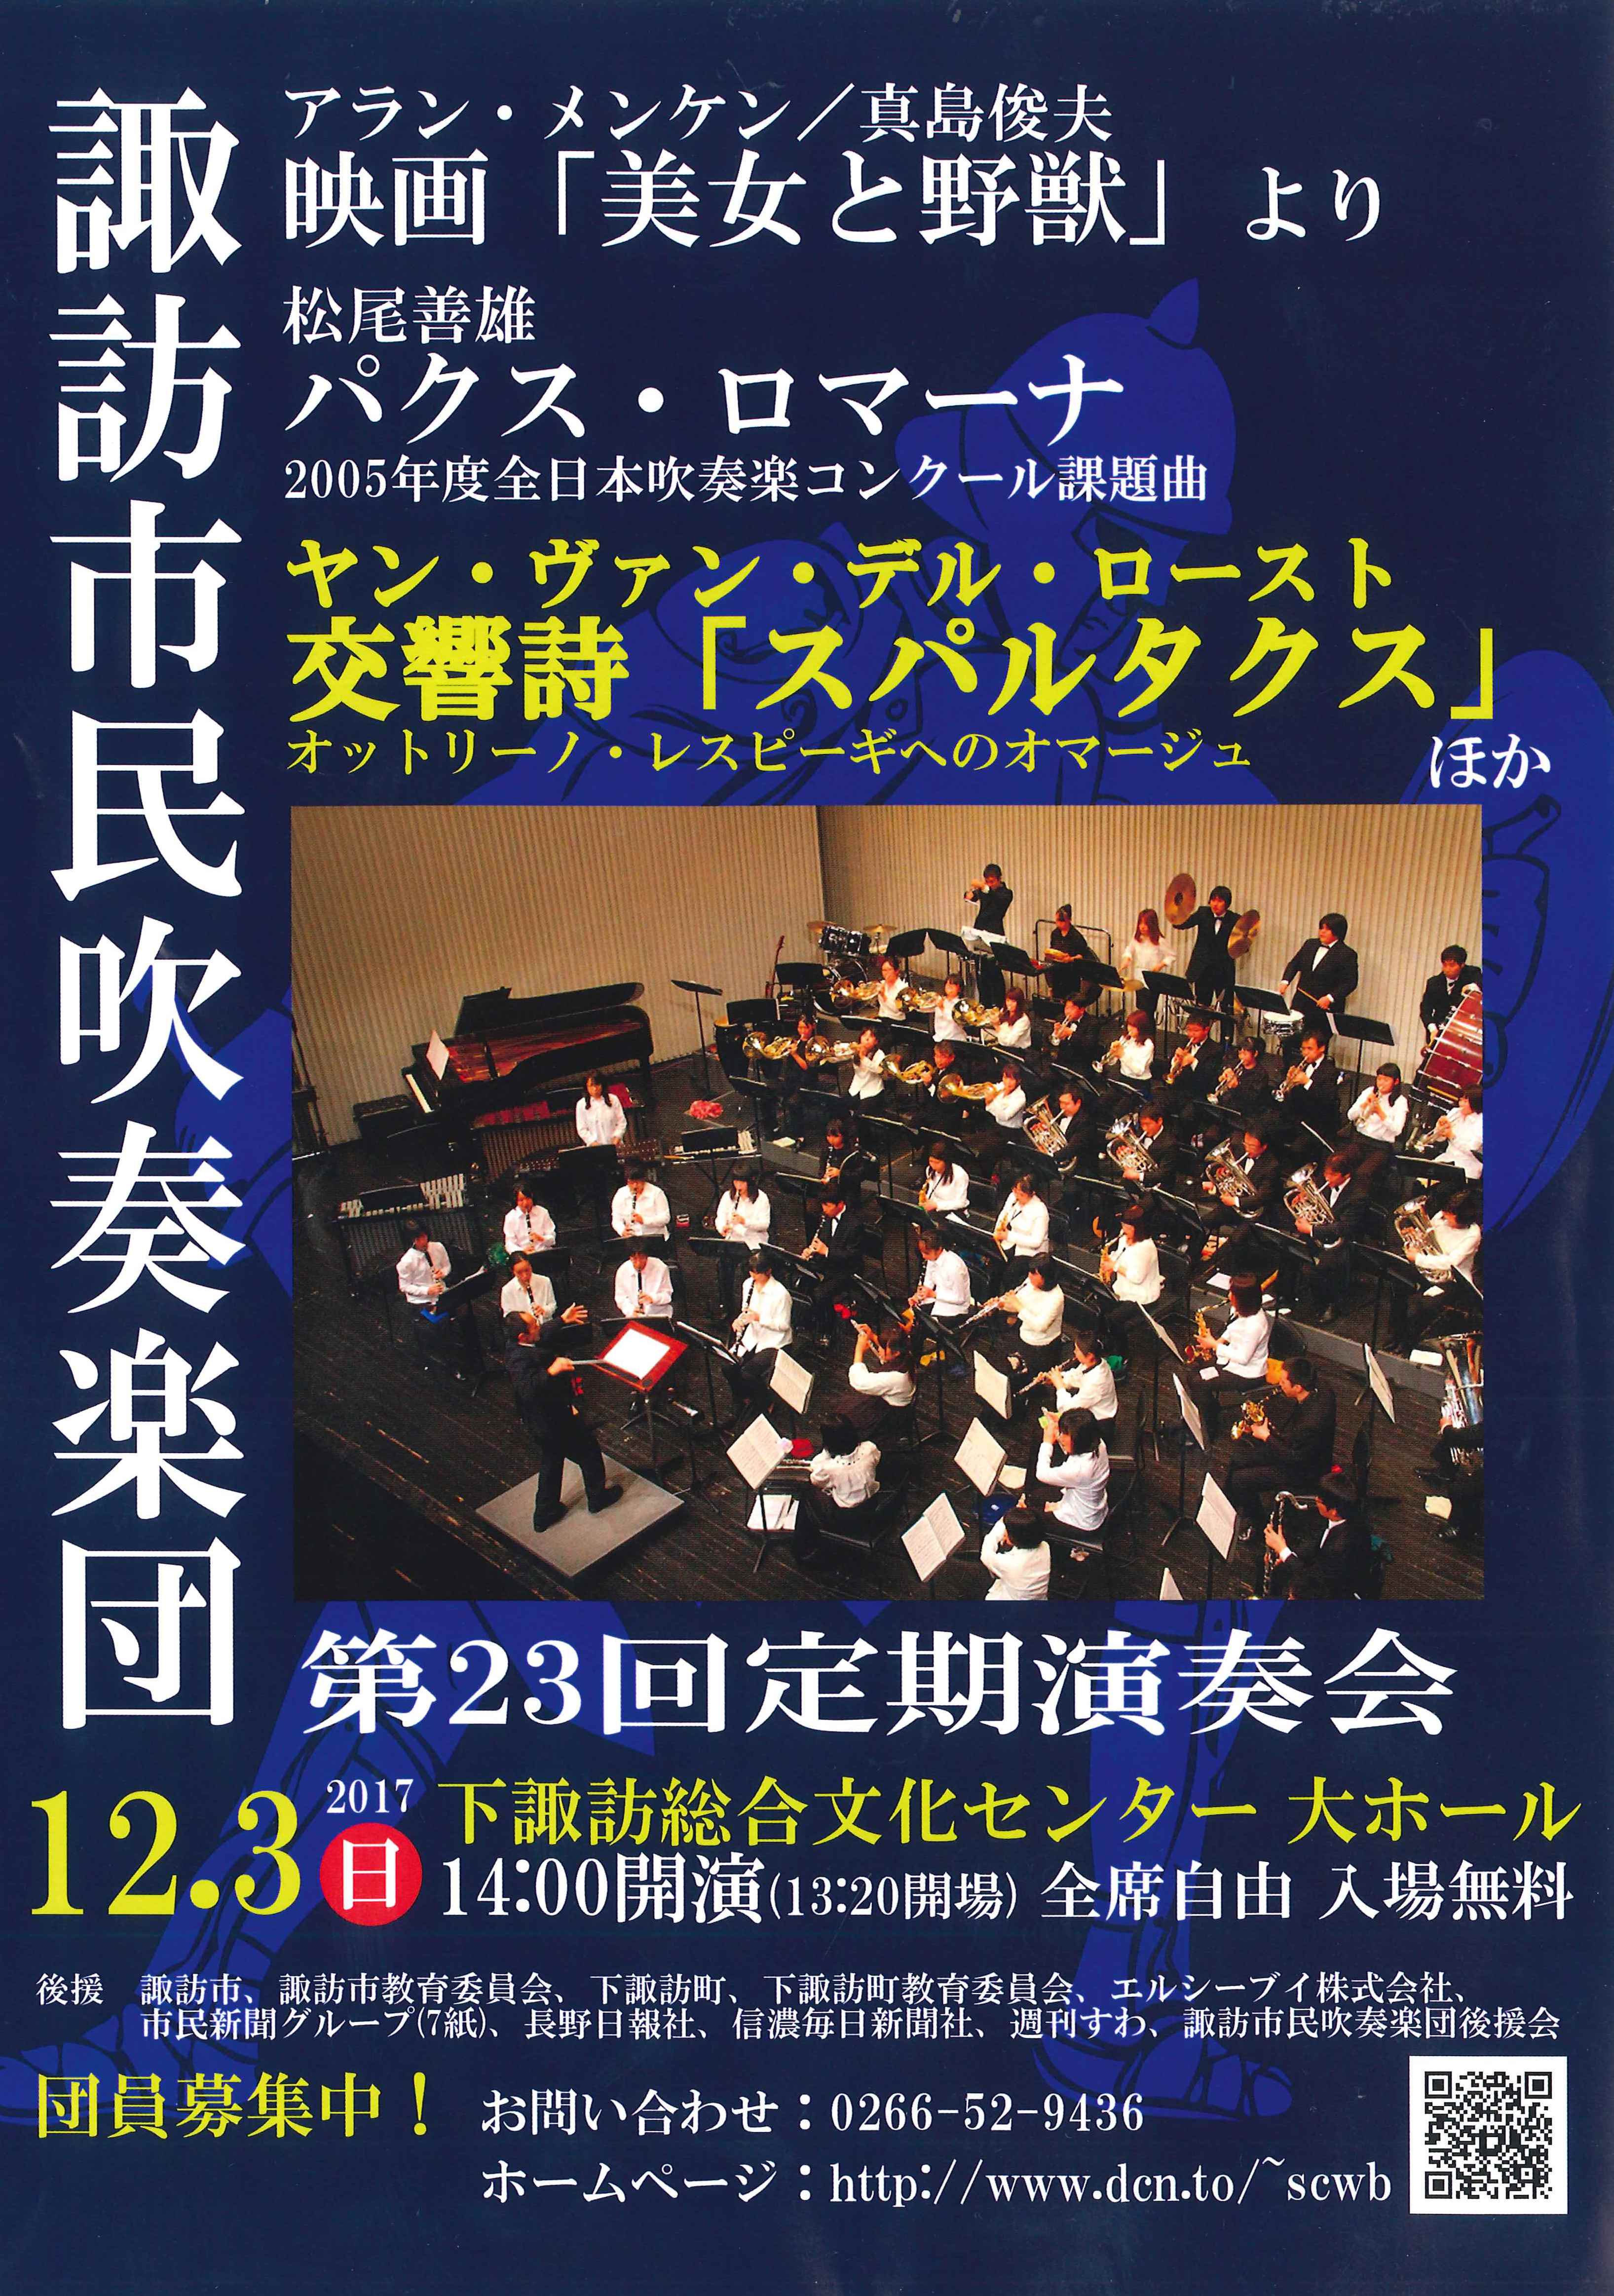 諏訪市民吹奏楽団
アラン・メンケン／真島俊夫
映画「美女と野獣」より
松尾善雄
パクス・ロマーナ
2005年度全日本吹奏楽コンクール課題曲
ヤン・ヴァン・デル・ロースト
交響詩「スパルタクス」
オットリーノ・レスピーギへのオマージュ
ほか
第23回定期演奏会
12.3
2017
日
下諏訪総合文化センター 大ホール
14:00開演(13:20開場) 全席自由 入場無料
後援　諏訪市、諏訪市教育委員会、下諏訪町、下諏訪町教育委員会、エルシーブイ株式会社、
市民新聞グループ(7紙)、長野日報社、信濃毎日新聞社、週刊すわ、諏訪市民吹奏楽団後援会
団員募集中！
お問い合わせ：0266-52-9436
ホームページ：http://www.dcn.to/~scwb